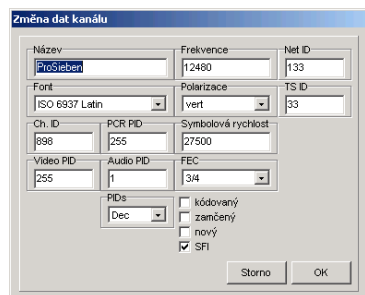 Změna dat kanálu
Název Frekvence Net ID
ProSieben 12480 133
Font Polarizace TS ID
ISO 6937 Latin vert 33
Ch. ID PCR PID Symbolová rychlost
898 255 27500
Video PID Audio PID FEC
255 1 3/4
PIDs
Dec
kódovaný
zamčený
nový
SFI
Storno OK